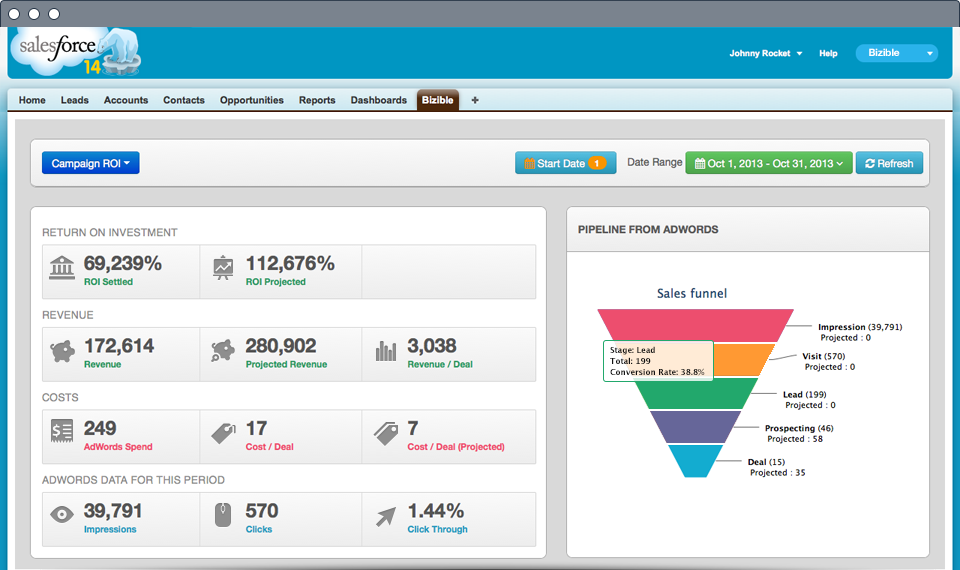 salesforce
14
Johnny Rocket
Help
Bizible
Home Leads Accounts Contacts Opportunities Reports Dashboards Bizible +
Campaign ROI
Start Date 1
Date Range
Oct 1, 2013 - Oct 31, 2013
Refresh
RETURN ON INVESTMENT
69,239%
ROI Settled
112,676%
ROI Projected
REVENUE
172,614
Revenue
280,902
Projected Revenue
3,038
Revenue / Deal
COSTS
249
AdWords Spend
17
Cost / Deal
7
Cost / Deal (Projected)
ADWORDS DATA FOR THIS PERIOD
39,791
Impressions
570
Clicks
1.44%
Click Through
PIPELINE FROM ADWORDS
Sales funnel
Impression (39,791)
Projected : 0
Stage: Lead
Total: 199
Conversion Rate: 38.8%
Visit (570)
Projected : 0
Lead (199)
Projected : 0
Prospecting (46)
Projected : 58
Deal (15)
Projected : 35